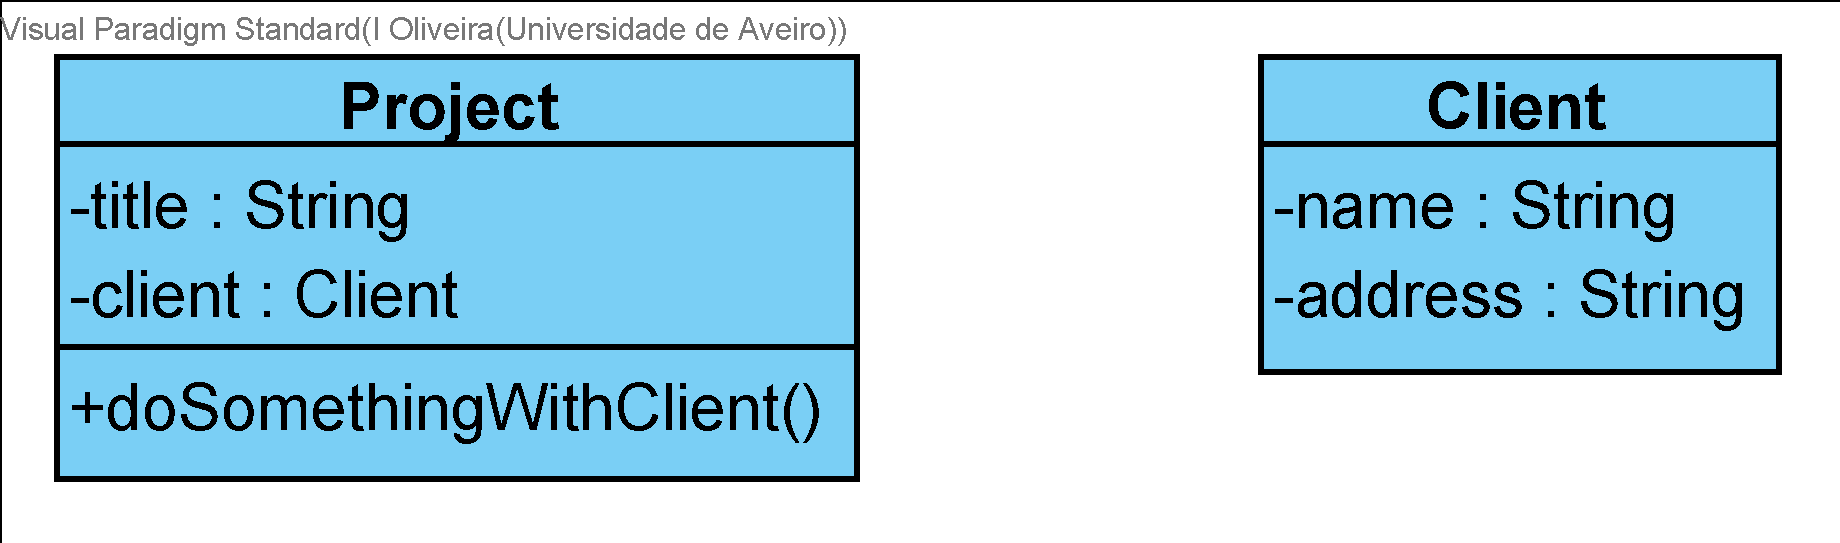 Visual Paradigm Standard(I Oliveira(Universidade de Aveiro))
Project
-title : String
-client : Client
+doSomethingWithClient()
Client
-name : String
-address : String